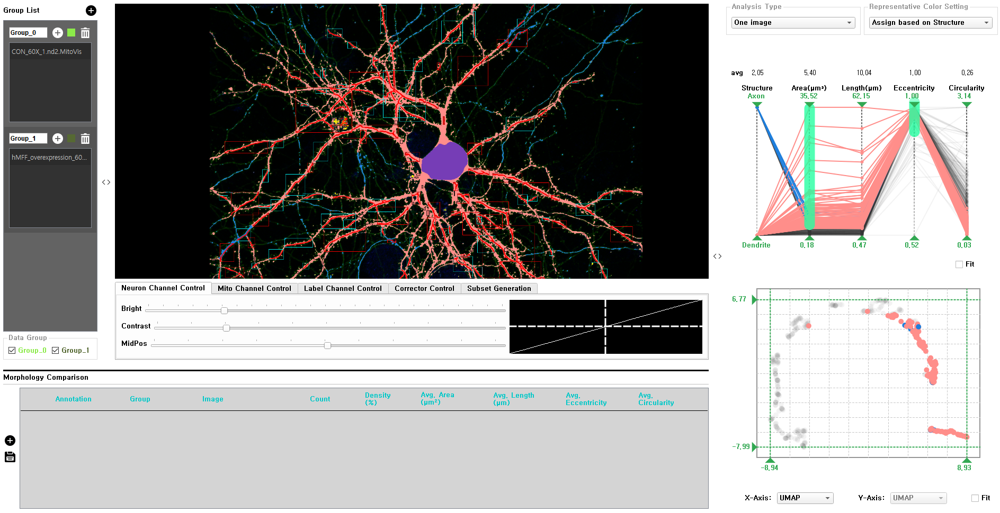 Group List
Group_0
CON_60X_1.nd2.MitoVis
Group_1
hMFF_overexpression_60...
Data Group
Group_0 Group_1
< >
Neuron Channel Control Mito Channel Control Label Channel Control Corrector Control Subset Generation
Bright
Contrast
MidPos
< >
Analysis Type
One image
Representative Color Setting
Assign based on Structure
avg 2,05 5,40 10,04 1,00 0,26
Structure Area(μm²) Length(μm) Eccentricity Circularity
Axon 35,52 62,15 1,00 3,14
Dendrite 0,18 0,47 0,52 0,03
Fit
6,77
-7,99
-8,94 8,93
X-Axis: UMAP Y-Axis: UMAP Fit
Morphology Comparison
Annotation Group Image Count Density (%) Avg, Area (μm²) Avg, Length (μm) Avg, Eccentricity Avg, Circularity